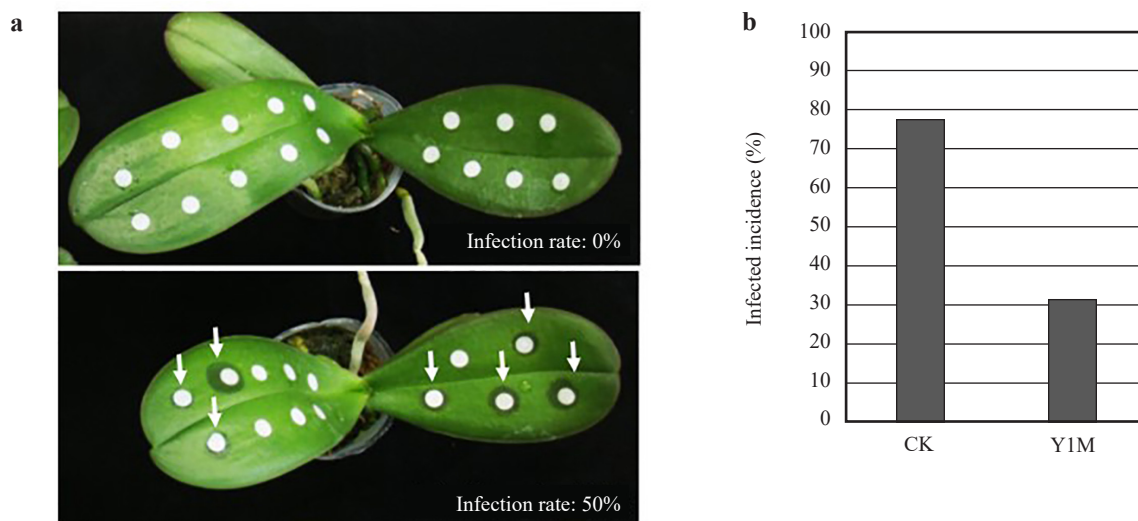 a
Infection rate: 0%
Infection rate: 50%
b
Infected incidence (%)
100
90
80
70
60
50
40
30
20
10
0
CK
Y1M